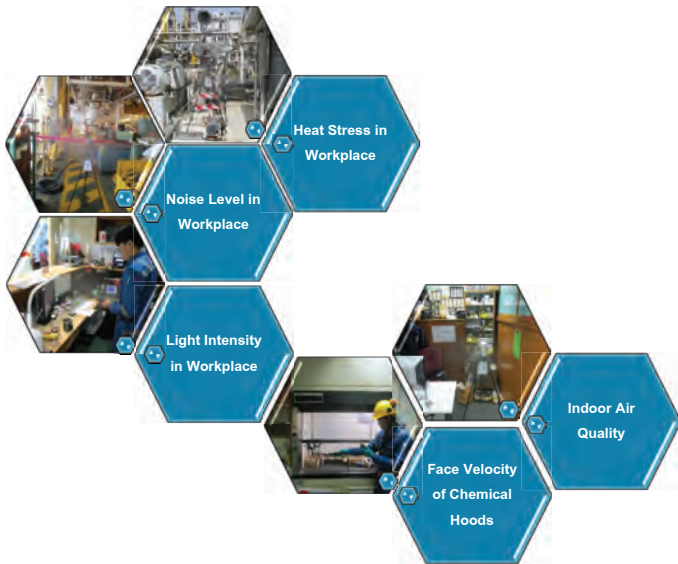 Heat Stress in
Workplace
Noise Level in
Workplace
Light Intensity
in Workplace
Indoor Air
Quality
Face Velocity
of Chemical
Hoods